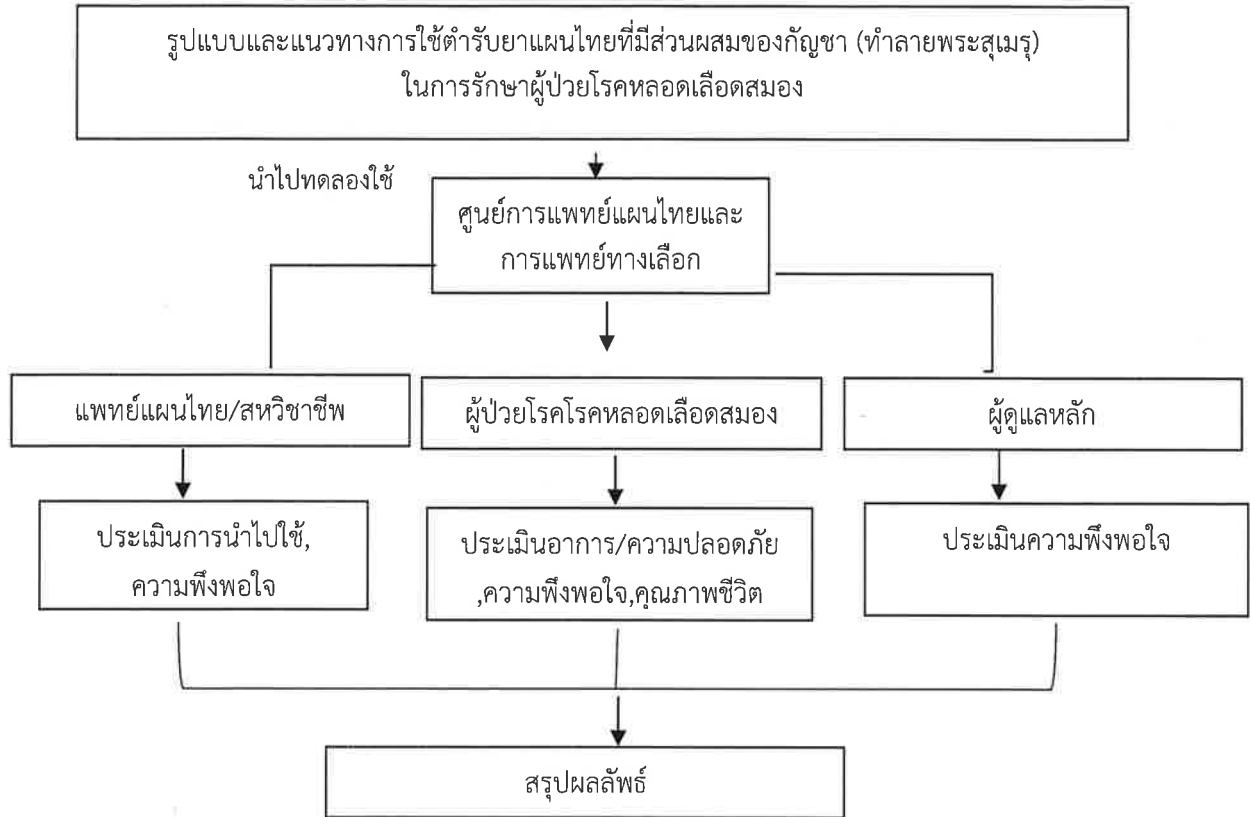 รูปแบบและแนวทางการใช้ตำรับยาแผนไทยที่มีส่วนผสมของกัญชา (ทำลายพระสุเมรุ)
ในการรักษาผู้ป่วยโรคหลอดเลือดสมอง
นำไปทดลองใช้
ศูนย์การแพทย์แผนไทยและ
การแพทย์ทางเลือก
แพทย์แผนไทย/สหวิชาชีพ
ผู้ป่วยโรคโรคหลอดเลือดสมอง
ผู้ดูแลหลัก
ประเมินการนำไปใช้,
ความพึงพอใจ
ประเมินอาการ/ความปลอดภัย
,ความพึงพอใจ,คุณภาพชีวิต
ประเมินความพึงพอใจ
สรุปผลลัพธ์